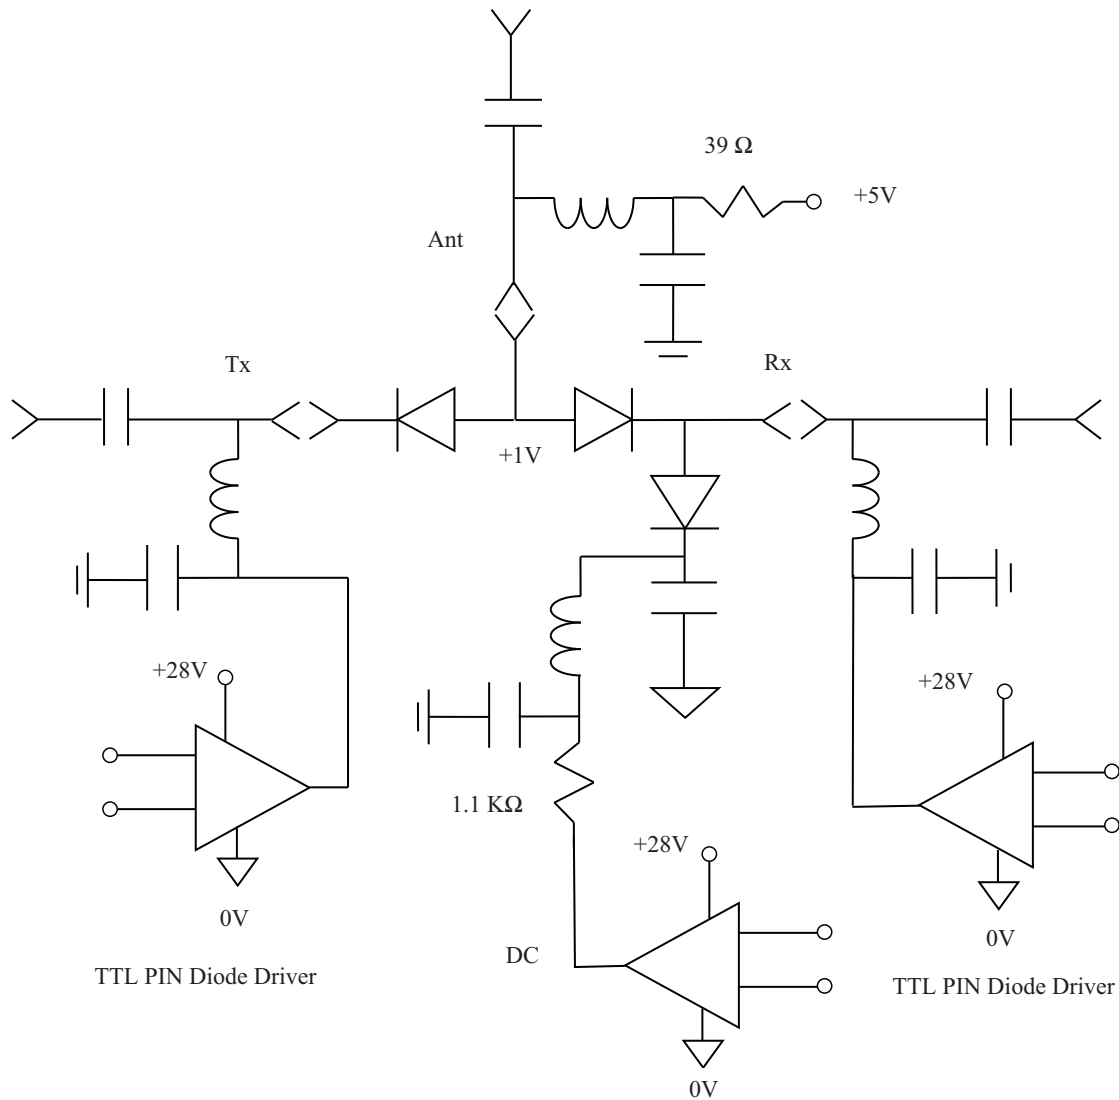 39 Ω
+5V
Ant
Tx
Rx
+1V
+28V
+28V
1.1 KΩ
+28V
0V
DC
0V
TTL PIN Diode Driver
TTL PIN Diode Driver
0V